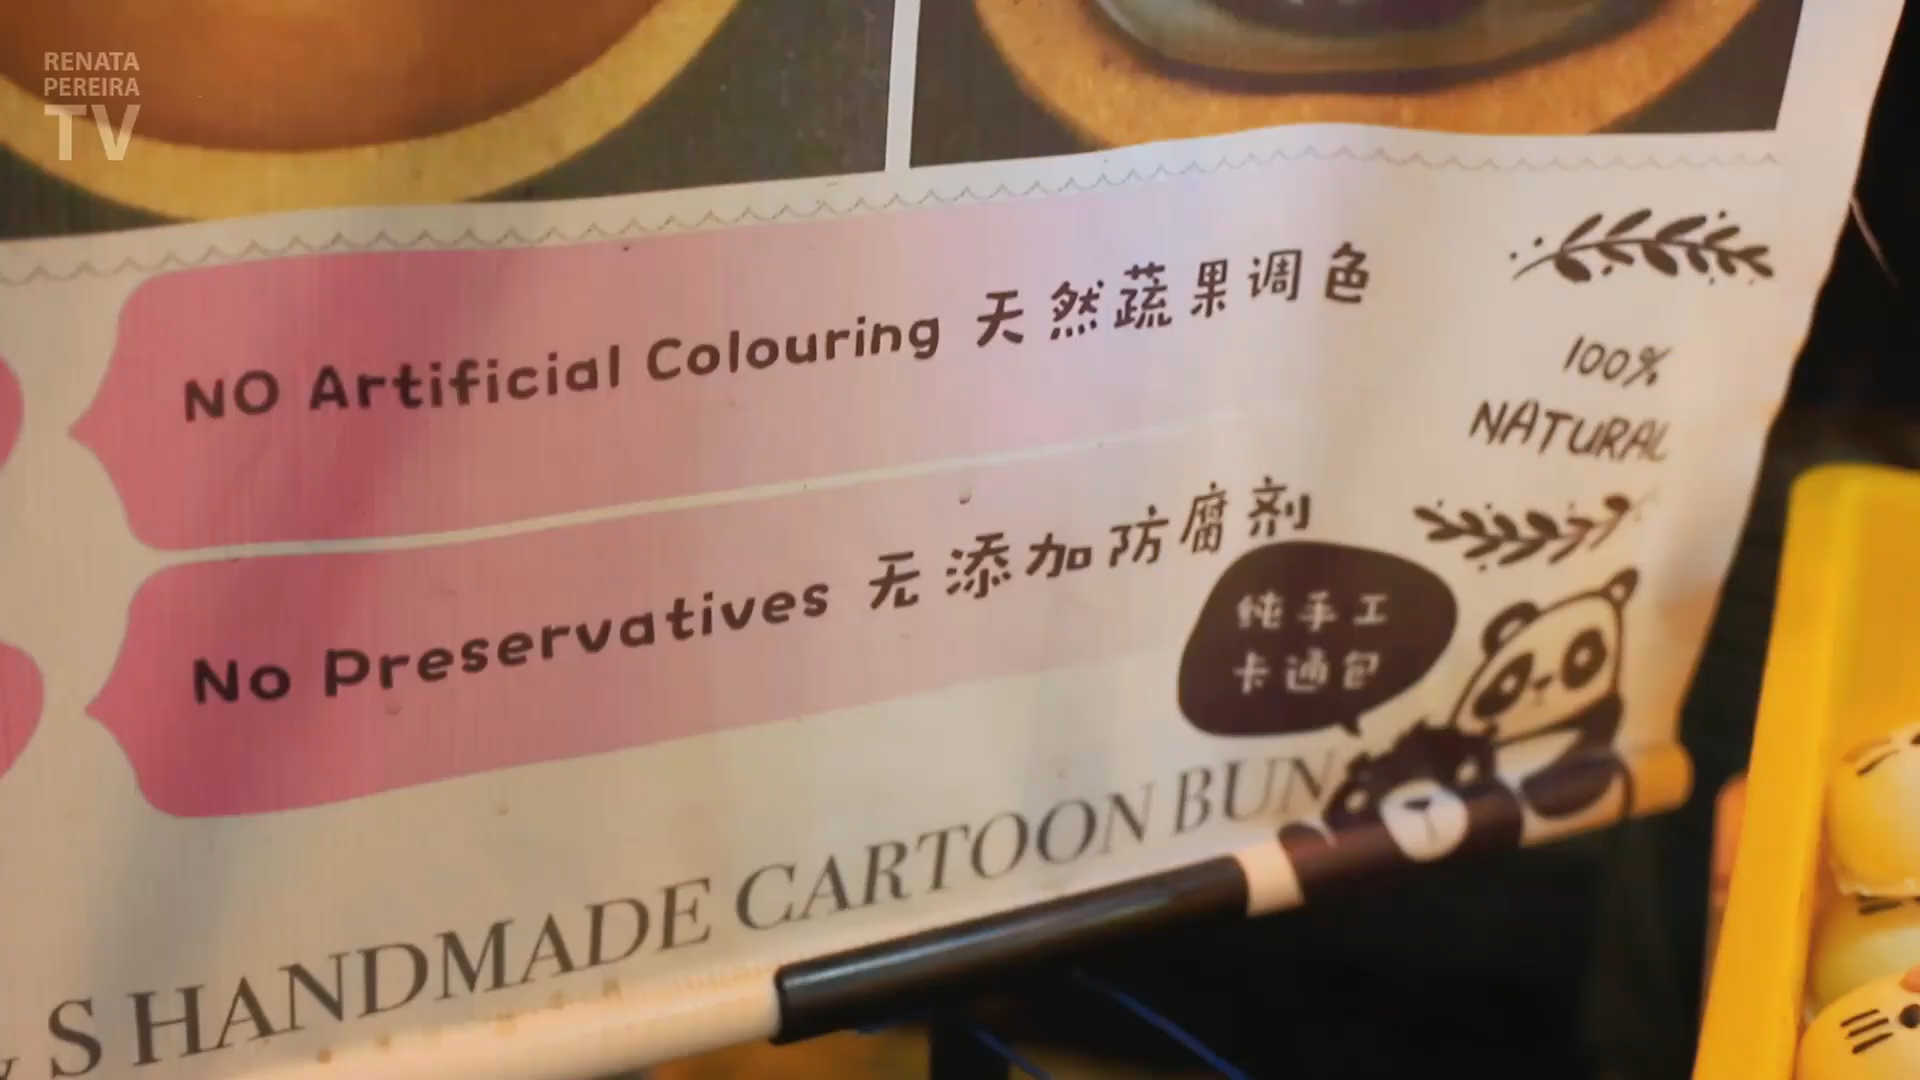 RENATA
PEREIRA
TV
NO Artificial Colouring 天然蔬果调色
100%
NATURAL
No Preservatives 无添加防腐剂
纯手工
卡通包
S HANDMADE CARTOON BUN